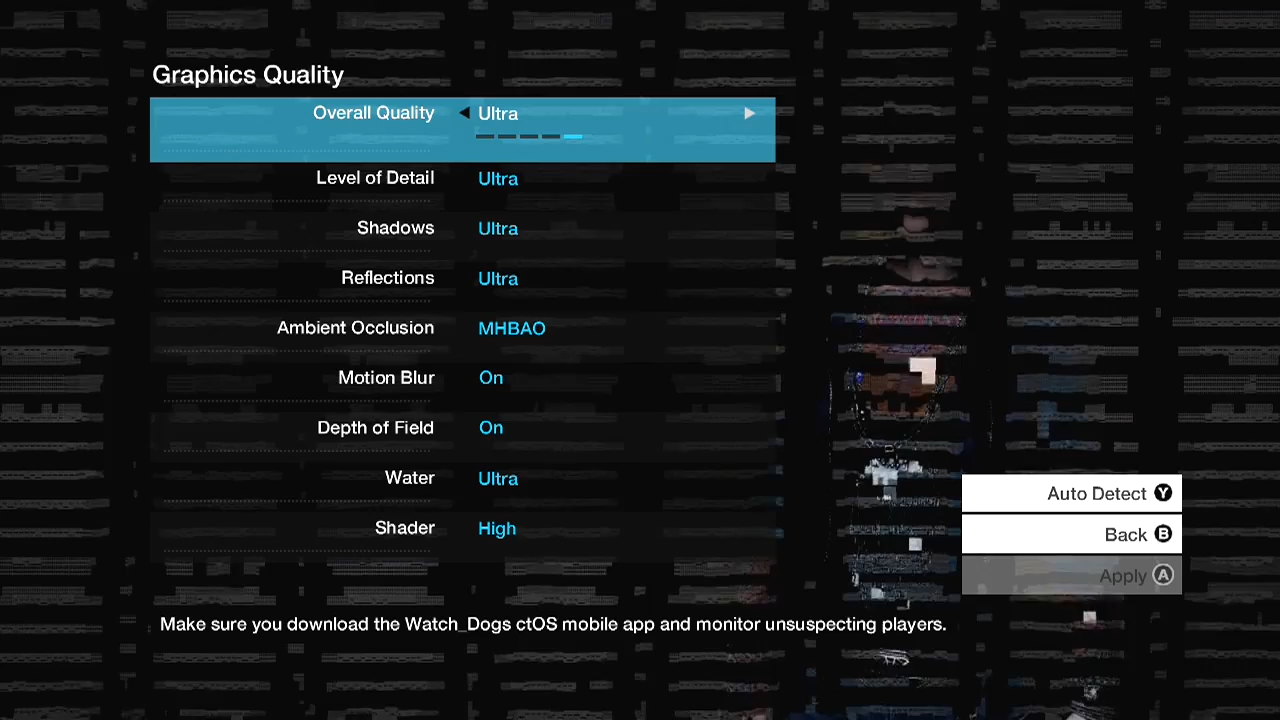 Graphics Quality
Overall Quality Ultra
Level of Detail Ultra
Shadows Ultra
Reflections Ultra
Ambient Occlusion MHBAO
Motion Blur On
Depth of Field On
Water Ultra
Shader High
Auto Detect Y
Back B
Apply A
Make sure you download the Watch_Dogs ctOS mobile app and monitor unsuspecting players.